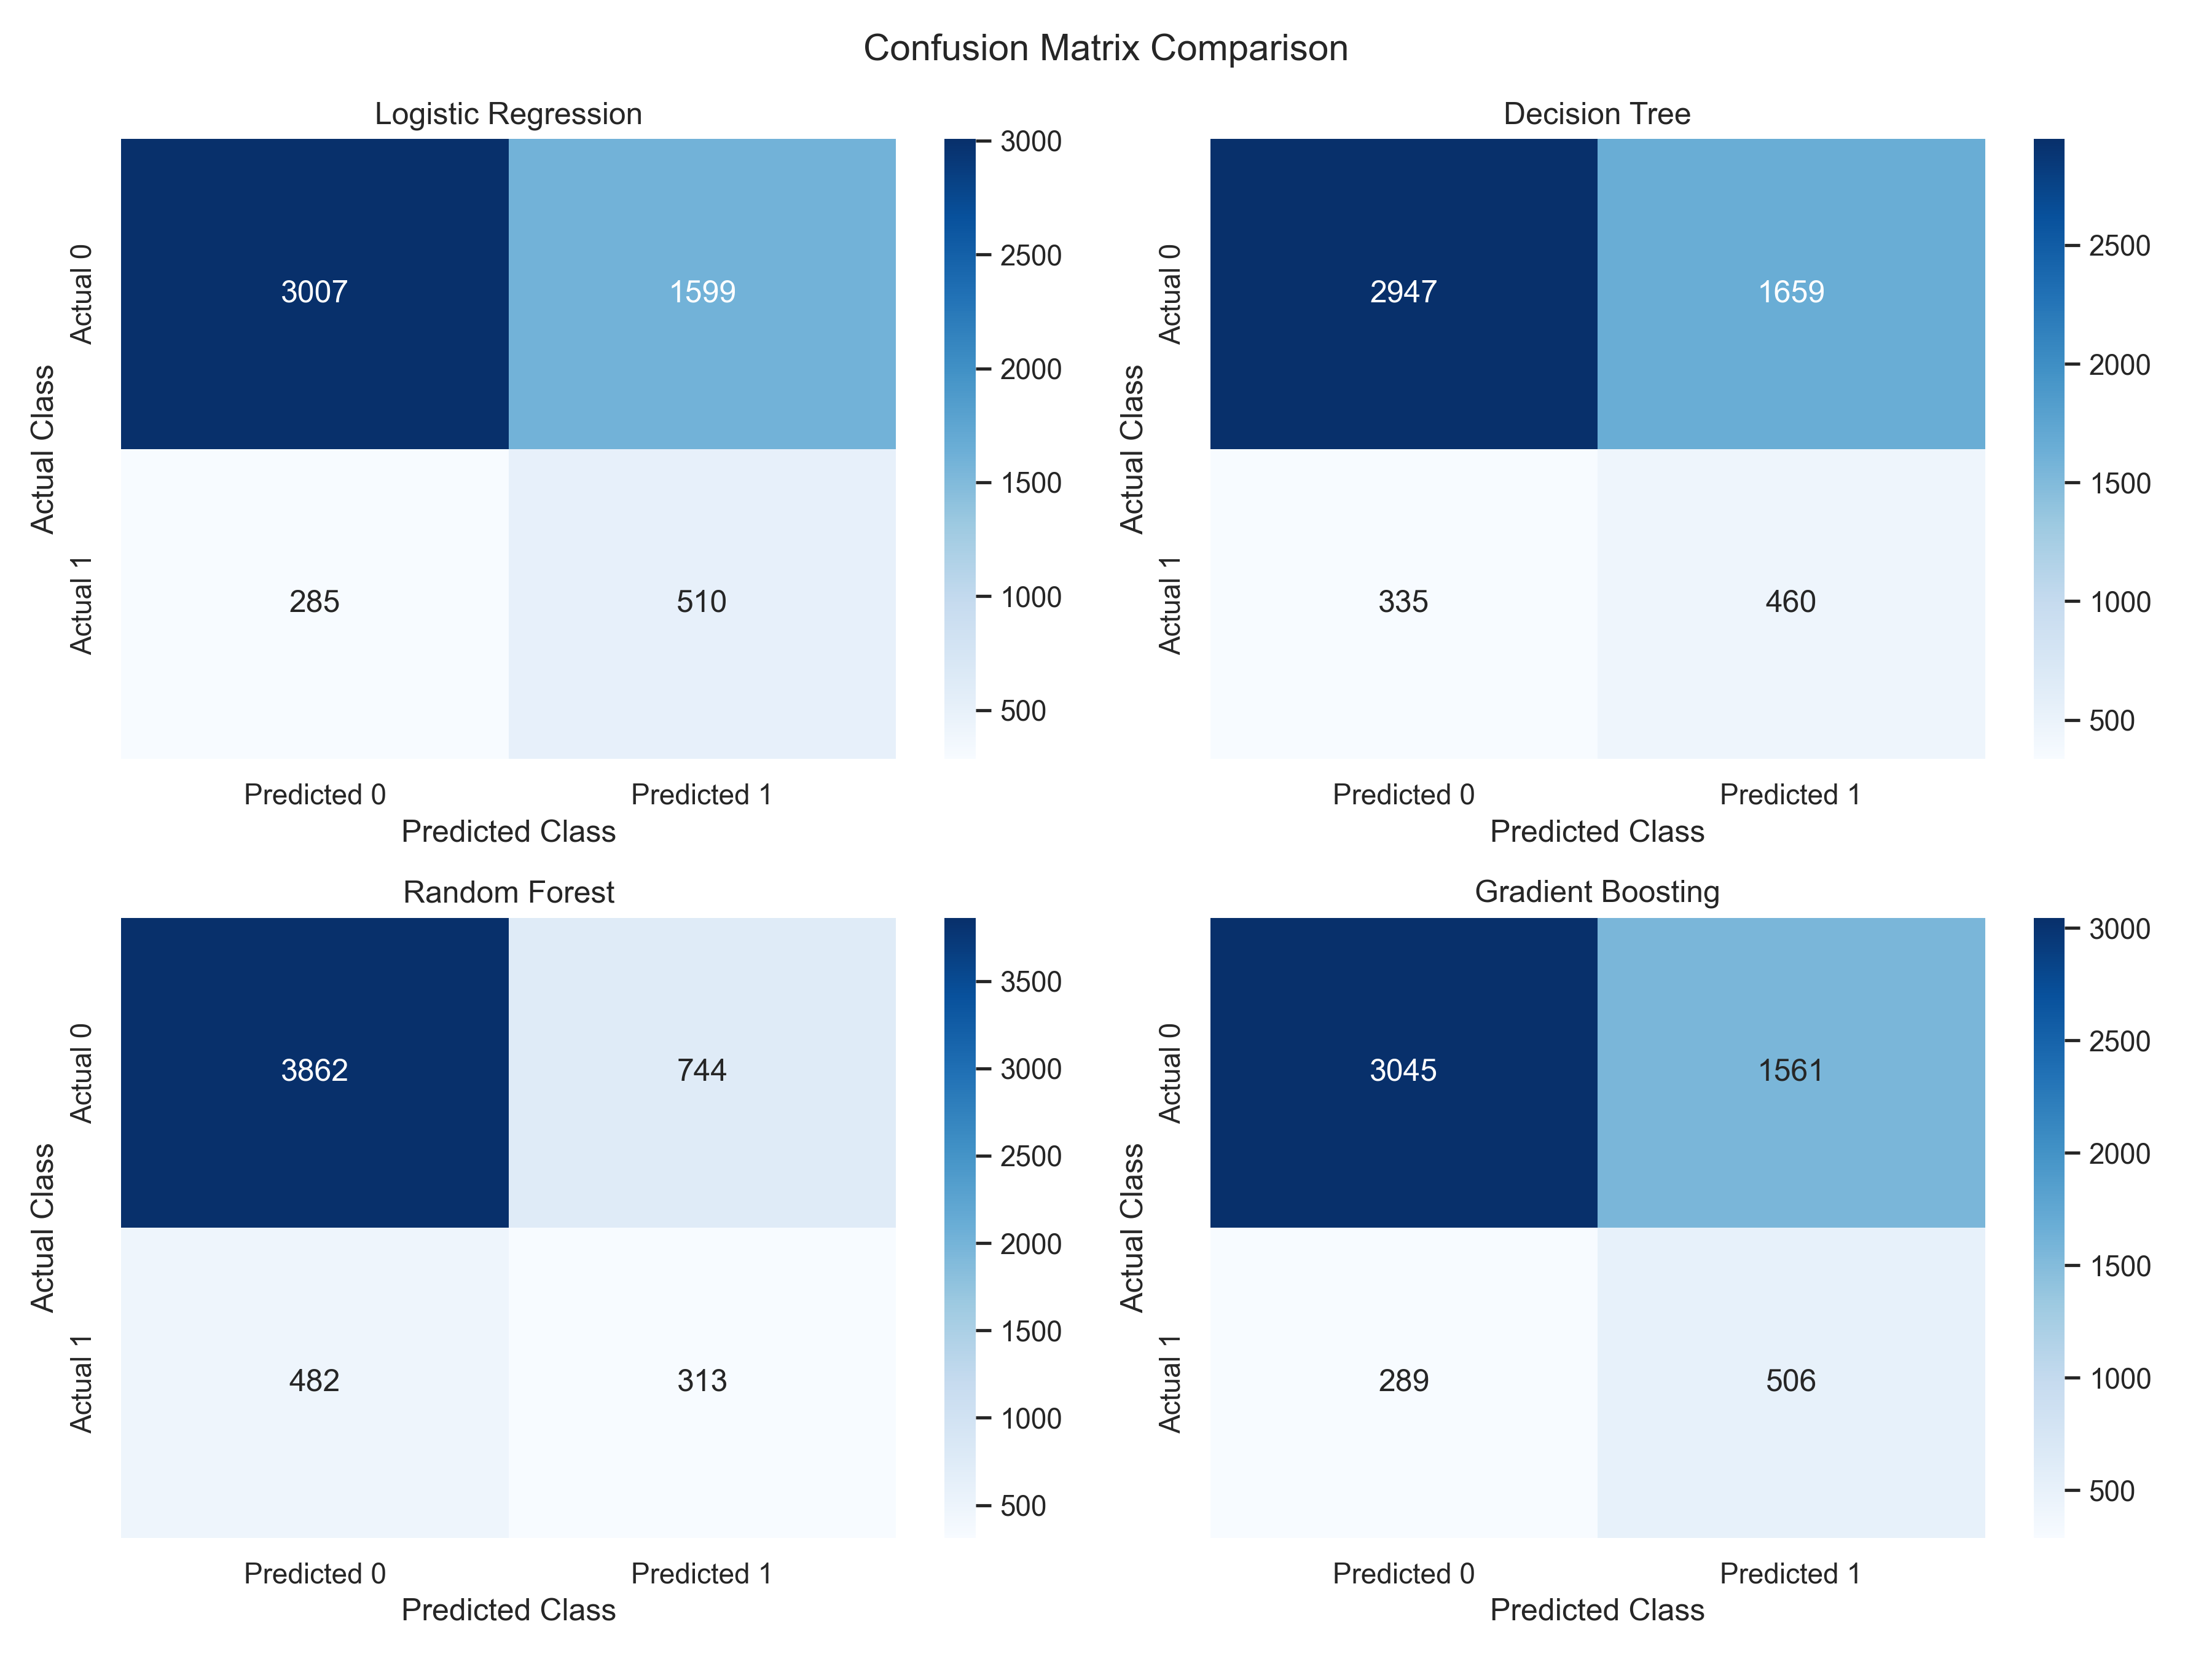 Confusion Matrix Comparison
Logistic Regression
Actual Class
Actual 0
Actual 1
3007
1599
285
510
Predicted 0
Predicted 1
Predicted Class
3000
2500
2000
1500
1000
500
Decision Tree
Actual Class
Actual 0
Actual 1
2947
1659
335
460
Predicted 0
Predicted 1
Predicted Class
2500
2000
1500
1000
500
Random Forest
Actual Class
Actual 0
Actual 1
3862
744
482
313
Predicted 0
Predicted 1
Predicted Class
3500
3000
2500
2000
1500
1000
500
Gradient Boosting
Actual Class
Actual 0
Actual 1
3045
1561
289
506
Predicted 0
Predicted 1
Predicted Class
3000
2500
2000
1500
1000
500